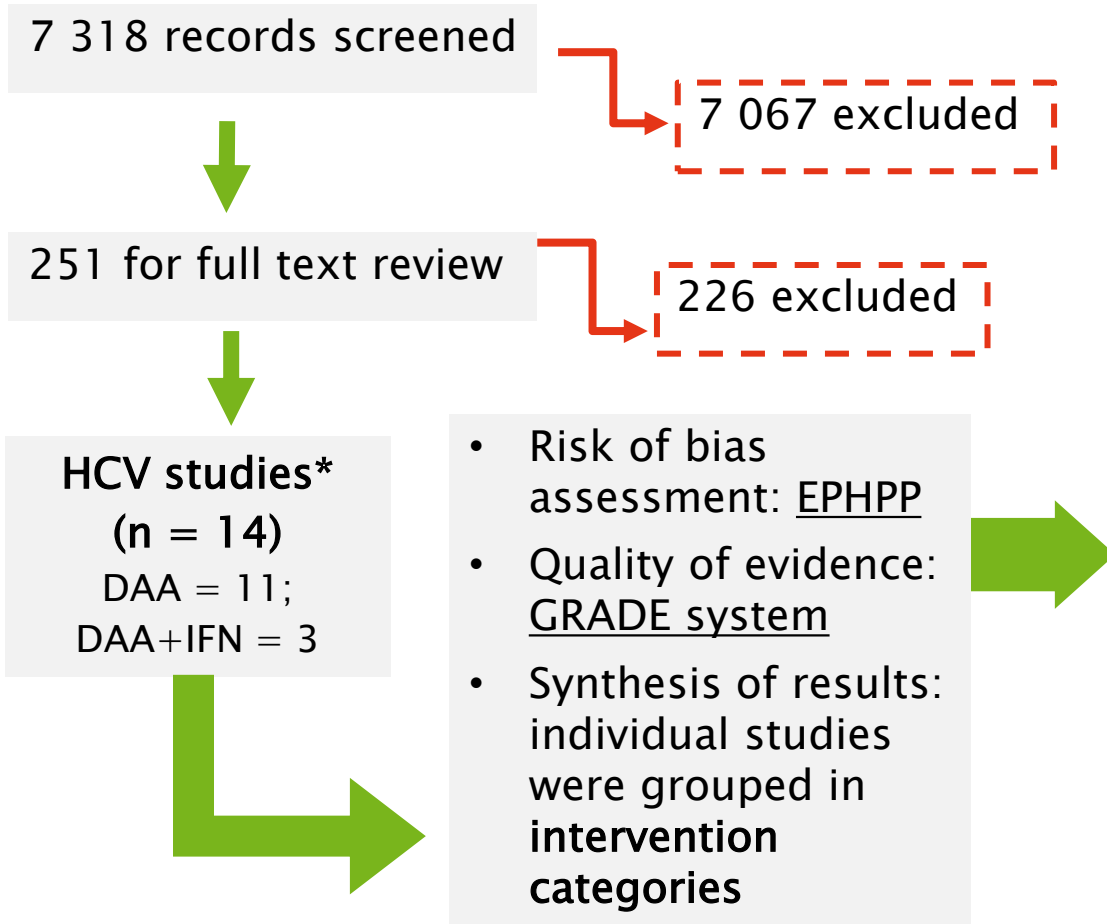 7 318 records screened
7 067 excluded
251 for full text review
226 excluded
HCV studies*
(n = 14)
DAA = 11;
DAA+IFN = 3
• Risk of bias
assessment: EPHPP
• Quality of evidence:
GRADE system
• Synthesis of results:
individual studies
were grouped in
intervention
categories